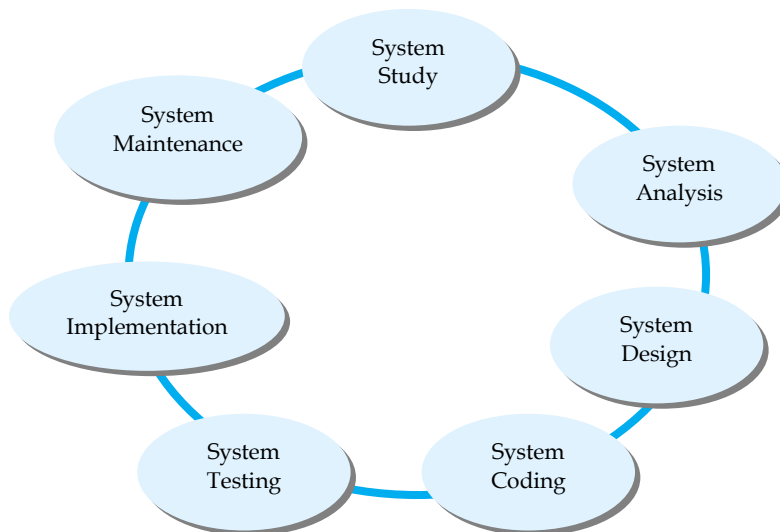 System
Study
System
Analysis
System
Design
System
Coding
System
Testing
System
Implementation
System
Maintenance